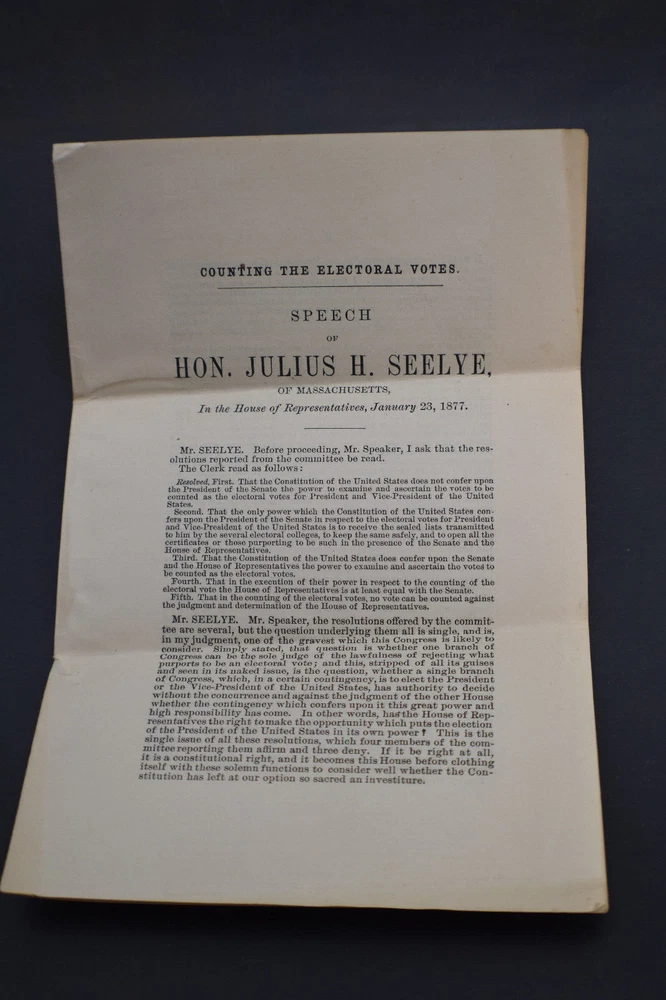 COUNTING THE ELECTORAL VOTES.
SPEECH
OF
HON. JULIUS H. SEELYE,
OF MASSACHUSETTS,
In the House of Representatives, January 23, 1877.
Mr. SEELYE. Before proceeding, Mr. Speaker, I ask that the res-
olutions reported from the committee be read.
The Clerk read as follows:
Resolved, First. That the Constitution of the United States does not confer upon
the President of the Senate the power to examine and ascertain the votes to be
counted as the electoral votes for President and Vice-President of the United
States.
Second. That the only power which the Constitution of the United States con-
fers upon the President of the Senate in respect to the electoral votes for President
and Vice-President of the United States is to receive the sealed lists transmitted
to him by the several electoral colleges, to keep the same safely, and to open all the
certificates or those purporting to be such in the presence of the Senate and the
House of Representatives.
Third. That the Constitution of the United States does confer upon the Senate
and the House of Representatives the power to examine and ascertain the votes to
be counted as the electoral votes.
Fourth. That in the execution of their power in respect to the counting of the
electoral vote the House of Representatives is at least equal with the Senate.
Fifth. That in the counting of the electoral votes, no vote can be counted against
the judgment and determination of the House of Representatives.
Mr. SEELYE. Mr. Speaker, the resolutions offered by the commit-
tee are several, but the question underlying them all is single, and is,
in my judgment, one of the gravest which this Congress is likely to
consider. Simply stated, that question is whether one branch of
Congress can be the sole judge of the lawfulness of rejecting what
purports to be an electoral vote; and this, stripped of all its guises
and seen in its naked issue, is the question, whether a single branch
of Congress, which, in a certain contingency, is to elect the President
or the Vice-President of the United States, has authority to decide
without the concurrence and against the judgment of the other House
whether the contingency which confers upon it this great power and
high responsibility has come. In other words, has the House of Rep-
resentatives the right to make the opportunity which puts the election
of the President of the United States in its own power? This is the
single issue of all these resolutions, which four members of the com-
mittee reporting them affirm and three deny. If it be right at all,
it is a constitutional right, and it becomes this House before clothing
itself with these solemn functions to consider well whether the Con-
stitution has left at our option so sacred an investiture.